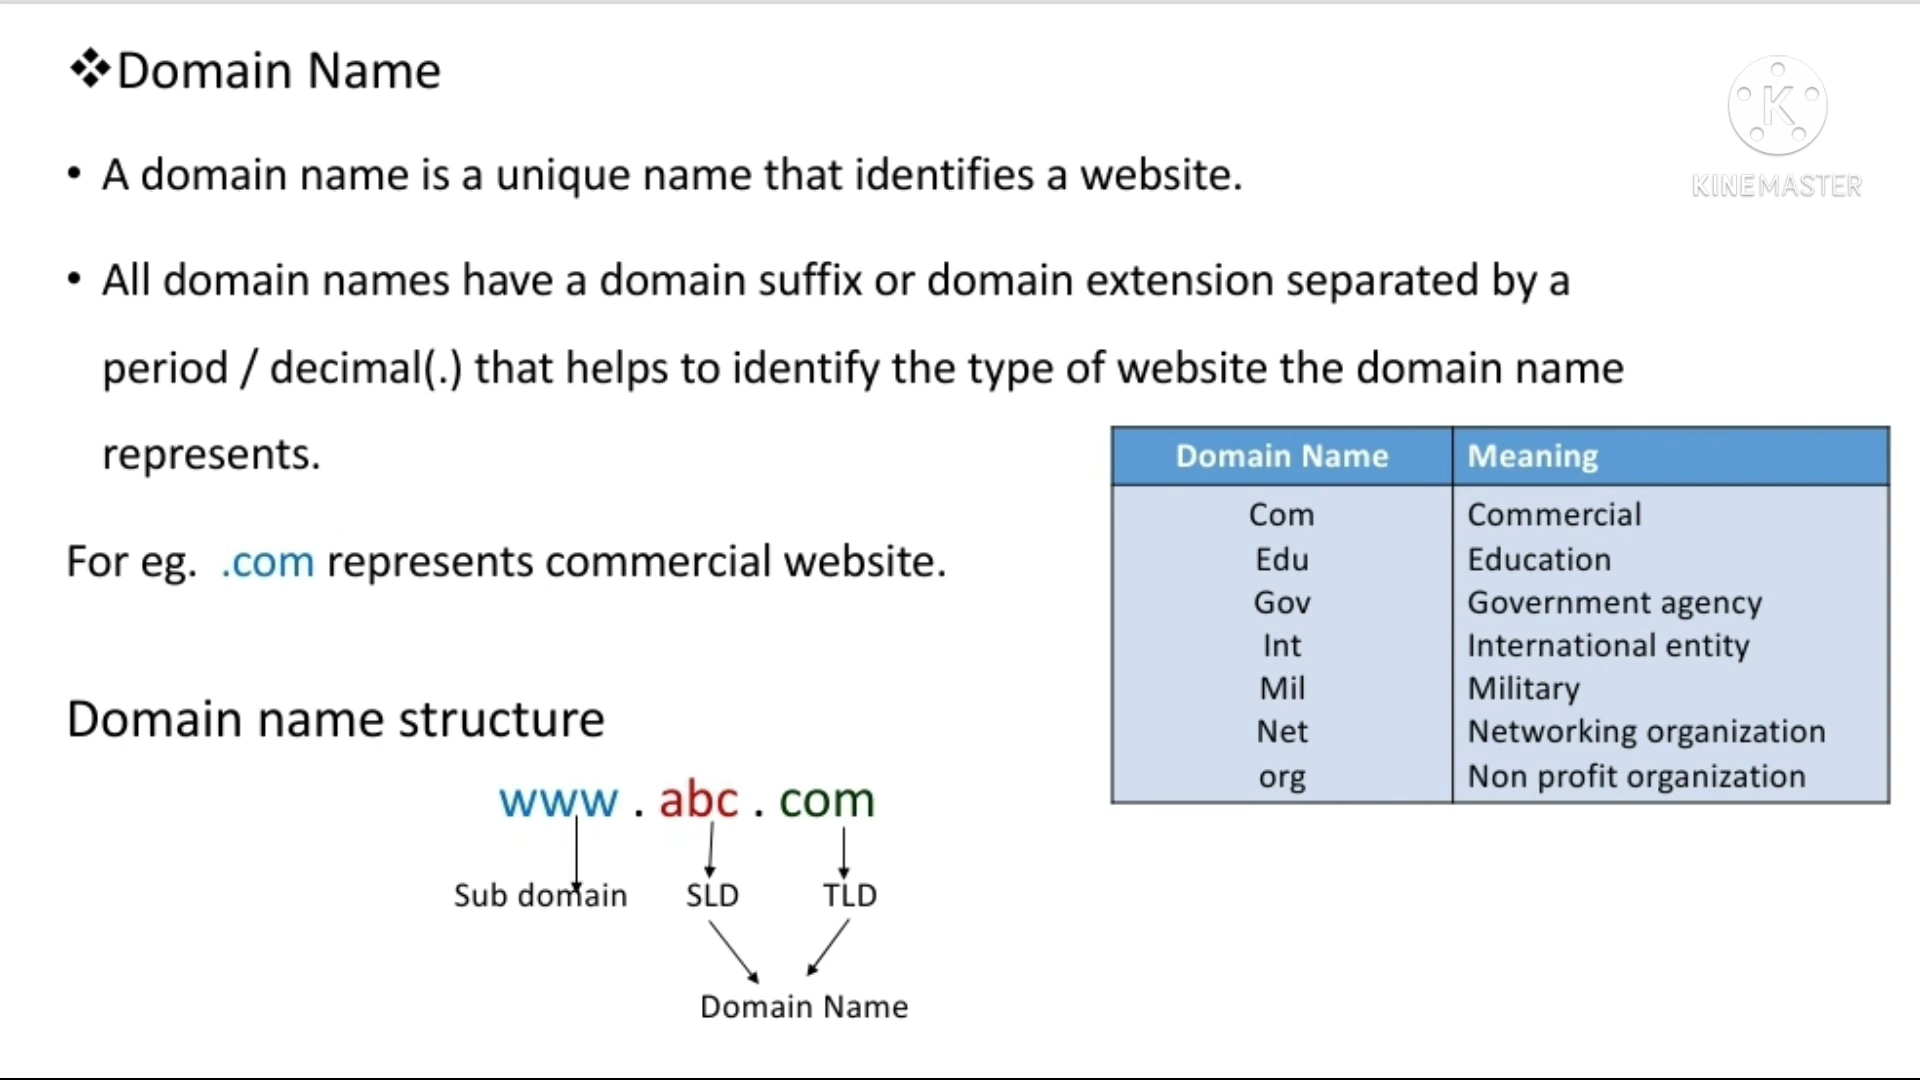 ❖Domain Name
KINEMASTER
• A domain name is a unique name that identifies a website.
• All domain names have a domain suffix or domain extension separated by a
period / decimal(.) that helps to identify the type of website the domain name
represents.
For eg. .com represents commercial website.
Domain Name Meaning
Com Commercial
Edu Education
Gov Government agency
Int International entity
Mil Military
Net Networking organization
org Non profit organization
Domain name structure
www . abc . com
Sub domain SLD TLD
Domain Name